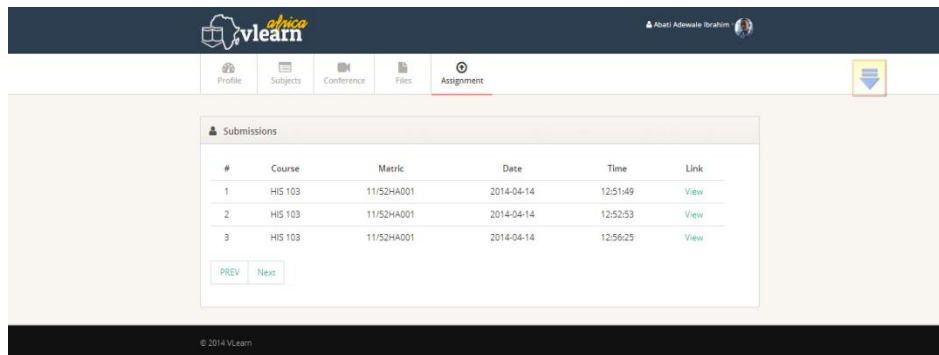 africa
vlearn
Abati Adewale Ibrahim
Profile Subjects Conference Files Assignment
Submissions
# Course Matric Date Time Link
1 HIS 103 11/52HA001 2014-04-14 12:51:49 View
2 HIS 103 11/52HA001 2014-04-14 12:52:53 View
3 HIS 103 11/52HA001 2014-04-14 12:56:25 View
PREV Next
© 2014 VLearn